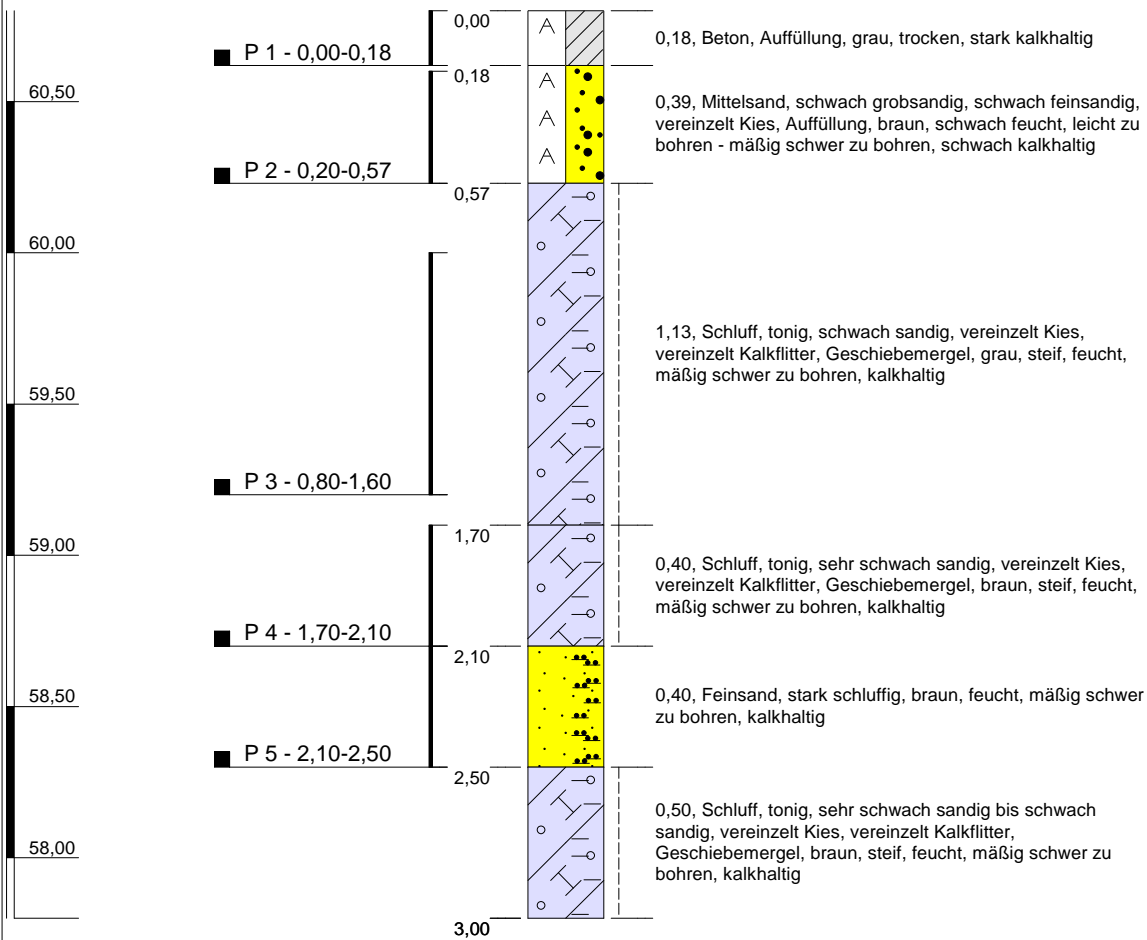 0,00
P 1 - 0,00-0,18
0,18, Beton, Auffüllung, grau, trocken, stark kalkhaltig
0,18
60,50
0,39, Mittelsand, schwach grobsandig, schwach feinsandig,
vereinzelt Kies, Auffüllung, braun, schwach feucht, leicht zu
bohren - mäßig schwer zu bohren, schwach kalkhaltig
P 2 - 0,20-0,57
0,57
60,00
1,13, Schluff, tonig, schwach sandig, vereinzelt Kies,
vereinzelt Kalkflitter, Geschiebemergel, grau, steif, feucht,
mäßig schwer zu bohren, kalkhaltig
59,50
P 3 - 0,80-1,60
1,70
59,00
0,40, Schluff, tonig, sehr schwach sandig, vereinzelt Kies,
vereinzelt Kalkflitter, Geschiebemergel, braun, steif, feucht,
mäßig schwer zu bohren, kalkhaltig
P 4 - 1,70-2,10
2,10
58,50
0,40, Feinsand, stark schluffig, braun, feucht, mäßig schwer
zu bohren, kalkhaltig
P 5 - 2,10-2,50
2,50
0,50, Schluff, tonig, sehr schwach sandig bis schwach
sandig, vereinzelt Kies, vereinzelt Kalkflitter,
Geschiebemergel, braun, steif, feucht, mäßig schwer zu
bohren, kalkhaltig
58,00
3,00